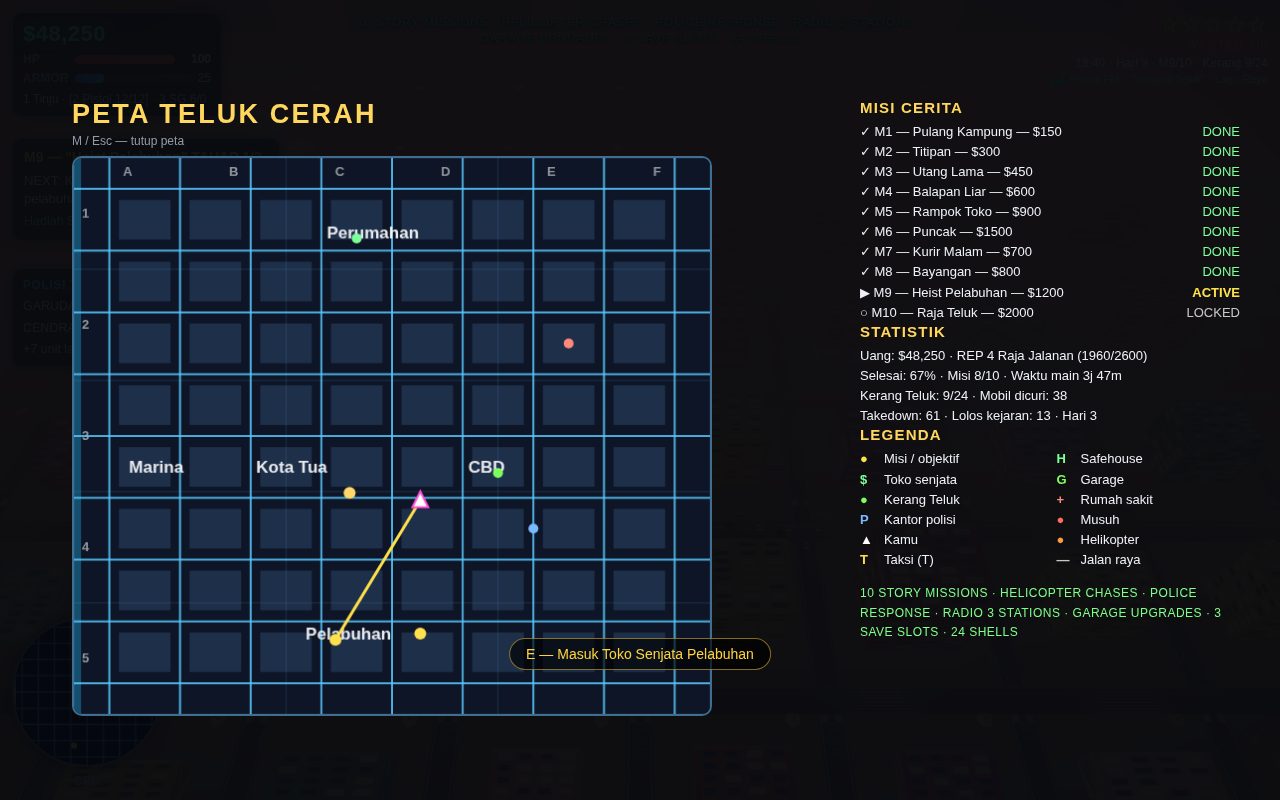 $48,250
HP 100
ARMOR 25
PETA TELUK CERAH
M / Esc — tutup peta
A B C D E F
1
Perumahan
2
3
Marina Kota Tua CBD
4
Pelabuhan
5
E — Masuk Toko Senjata Pelabuhan
MISI CERITA
✓ M1 — Pulang Kampung — $150 DONE
✓ M2 — Titipan — $300 DONE
✓ M3 — Utang Lama — $450 DONE
✓ M4 — Balapan Liar — $600 DONE
✓ M5 — Rampok Toko — $900 DONE
✓ M6 — Puncak — $1500 DONE
✓ M7 — Kurir Malam — $700 DONE
✓ M8 — Bayangan — $800 DONE
▶ M9 — Heist Pelabuhan — $1200 ACTIVE
○ M10 — Raja Teluk — $2000 LOCKED
STATISTIK
Uang: $48,250 · REP 4 Raja Jalanan (1960/2600)
Selesai: 67% · Misi 8/10 · Waktu main 3j 47m
Kerang Teluk: 9/24 · Mobil dicuri: 38
Takedown: 61 · Lolos kejaran: 13 · Hari 3
LEGENDA
● Misi / objektif H Safehouse
$ Toko senjata G Garage
● Kerang Teluk + Rumah sakit
P Kantor polisi ● Musuh
▲ Kamu ● Helikopter
T Taksi (T) — Jalan raya
10 STORY MISSIONS · HELICOPTER CHASES · POLICE
RESPONSE · RADIO 3 STATIONS · GARAGE UPGRADES · 3
SAVE SLOTS · 24 SHELLS